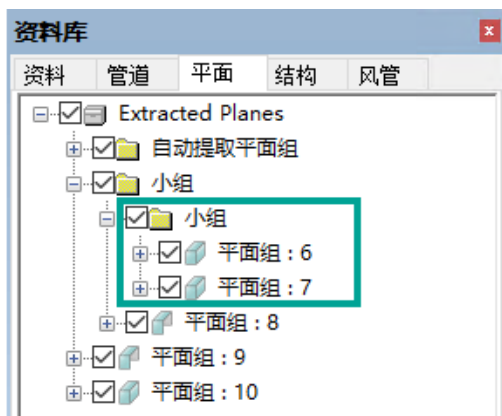 资料库
资料 管道 平面 结构 风管
Extracted Planes
自动提取平面组
小组
小组
平面组 : 6
平面组 : 7
平面组 : 8
平面组 : 9
平面组 : 10